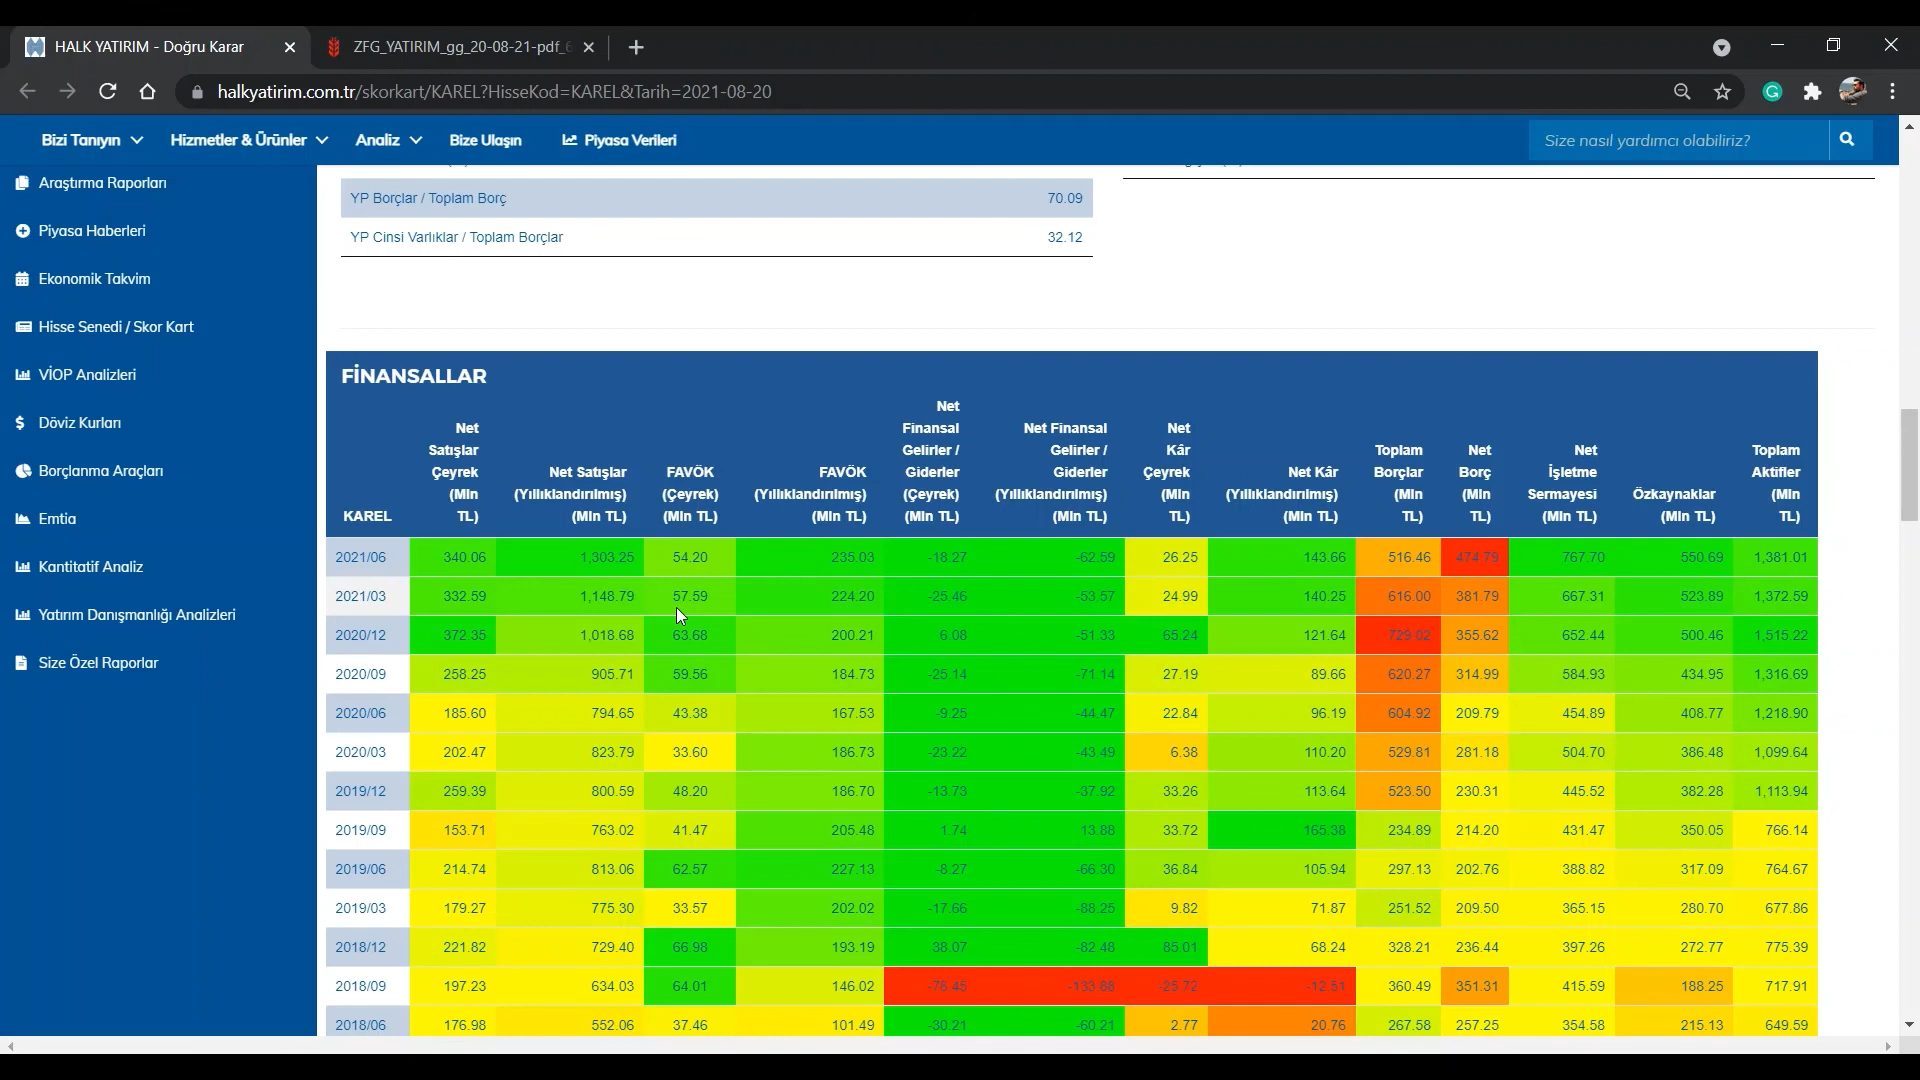 HALK YATIRIM - Doğru Karar
ZFG_YATIRIM_gg_20-08-21-pdf_
halkyatirim.com.tr/skorkart/KAREL?HisseKod=KAREL&Tarih=2021-08-20
Bizi Tanıyın Hizmetler & Ürünler Analiz Bize Ulaşın Piyasa Verileri Size nasıl yardımcı olabiliriz?
Araştırma Raporları
Piyasa Haberleri
Ekonomik Takvim
Hisse Senedi / Skor Kart
VİOP Analizleri
Döviz Kurları
Borçlanma Araçları
Emtia
Kantitatif Analiz
Yatırım Danışmanlığı Analizleri
Size Özel Raporlar
YP Borçlar / Toplam Borç 70.09
YP Cinsi Varlıklar / Toplam Borçlar 32.12
FİNANSALLAR
KAREL
Net
Satışlar
Çeyrek
(Mln
TL)
Net Satışlar
(Yıllıklandırılmış)
(Mln TL)
FAVÖK
(Çeyrek)
(Mln TL)
FAVÖK
(Yıllıklandırılmış)
(Mln TL)
Net
Finansal
Gelirler /
Giderler
(Çeyrek)
(Mln TL)
Net Finansal
Gelirler /
Giderler
(Yıllıklandırılmış)
(Mln TL)
Net
Kâr
Çeyrek
(Mln
TL)
Net Kâr
(Yıllıklandırılmış)
(Mln TL)
Toplam
Borçlar
(Mln
TL)
Net
Borç
(Mln
TL)
Net
İşletme
Sermayesi
(Mln TL)
Özkaynaklar
(Mln TL)
Toplam
Aktifler
(Mln
TL)
2021/06 340.06 1,303.25 54.20 235.03 -18.27 -62.59 26.25 143.66 516.46 474.79 767.70 550.69 1,381.01
2021/03 332.59 1,148.79 57.59 224.20 -25.46 -53.57 24.99 140.25 616.00 381.79 667.31 523.89 1,372.59
2020/12 372.35 1,018.68 63.68 200.21 6.08 -51.33 65.24 121.64 729.02 355.62 652.44 500.46 1,515.22
2020/09 258.25 905.71 59.56 184.73 -25.14 -71.14 27.19 89.66 620.27 314.99 584.93 434.95 1,316.69
2020/06 185.60 794.65 43.38 167.53 -9.25 -44.47 22.84 96.19 604.92 209.79 454.89 408.77 1,218.90
2020/03 202.47 823.79 33.60 186.73 -23.22 -43.49 6.38 110.20 529.81 281.18 504.70 386.48 1,099.64
2019/12 259.39 800.59 48.20 186.70 -13.73 -37.92 33.26 113.64 523.50 230.31 445.52 382.28 1,113.94
2019/09 153.71 763.02 41.47 205.48 1.74 13.88 33.72 165.38 234.89 214.20 431.47 350.05 766.14
2019/06 214.74 813.06 62.57 227.13 -8.27 -66.30 36.84 105.94 297.13 202.76 388.82 317.09 764.67
2019/03 179.27 775.30 33.57 202.02 -17.66 -88.25 9.82 71.87 251.52 209.50 365.15 280.70 677.86
2018/12 221.82 729.40 66.98 193.19 38.07 -82.48 85.01 68.24 328.21 236.44 397.26 272.77 775.39
2018/09 197.23 634.03 64.01 146.02 -76.45 -133.88 -25.72 -12.51 360.49 351.31 415.59 188.25 717.91
2018/06 176.98 552.06 37.46 101.49 -30.21 -60.21 2.77 20.76 267.58 257.25 354.58 215.13 649.59